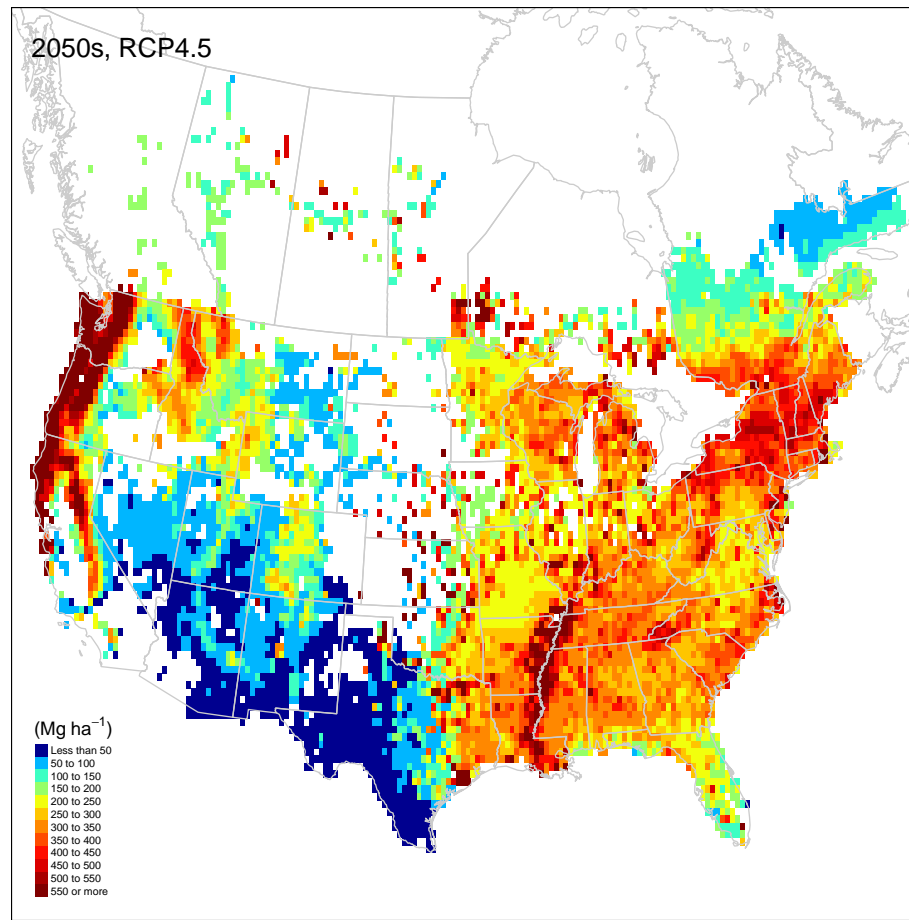 2050s, RCP4.5
(Mg ha⁻¹)
Less than 50
50 to 100
100 to 150
150 to 200
200 to 250
250 to 300
300 to 350
350 to 400
400 to 450
450 to 500
500 to 550
550 or more